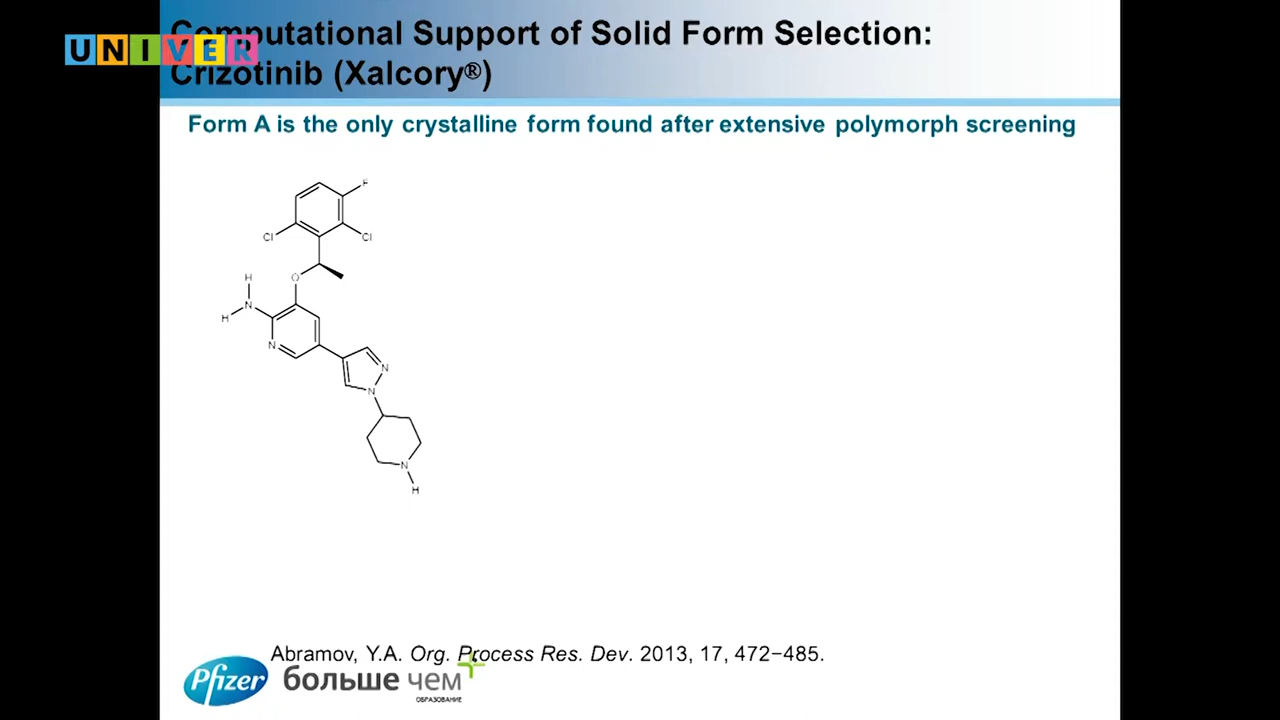 Computational Support of Solid Form Selection:
UNIVER
Crizotinib (Xalcory®)
Form A is the only crystalline form found after extensive polymorph screening
F
Cl
Cl
H
O
N
H
N
N
N
N
H
Abramov, Y.A. Org. Process Res. Dev. 2013, 17, 472−485.
Pfizer
больше чем
ОБРАЗОВАНИЕ